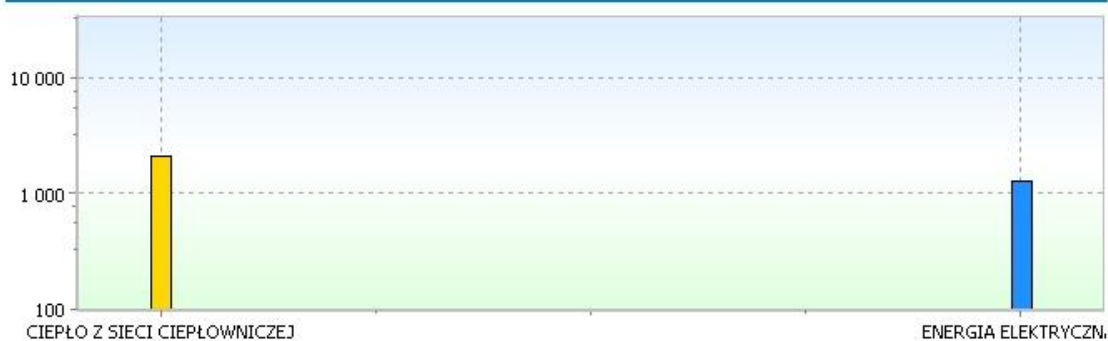 10 000
1 000
100
CIEPŁO Z SIECI CIEPŁOWNICZEJ
ENERGIA ELEKTRYCZN